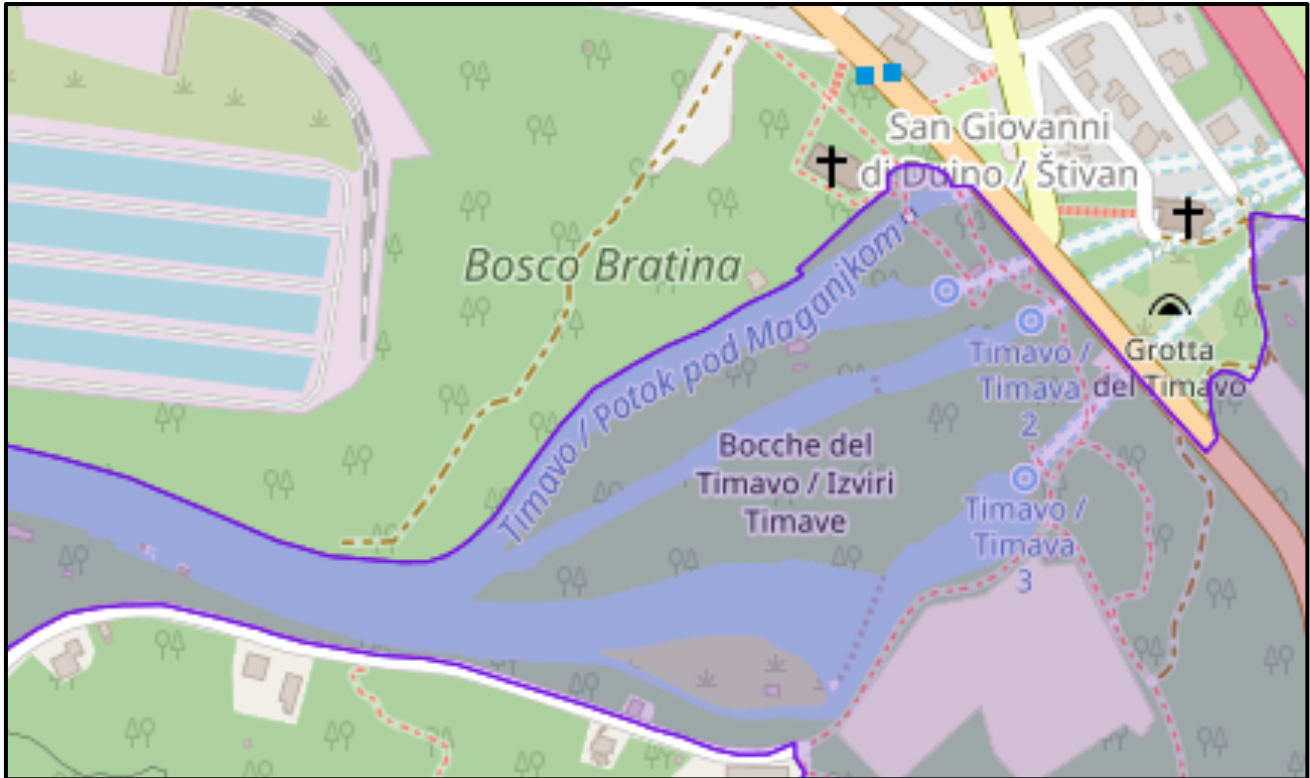 San Giovanni
di Duino / Štivan
Bosco Bratina
Timavo / Potok pod Maganjkom
Timavo /
Timava
2
Grotta
del Timavo
Bocche del
Timavo / Izviri
Timave
Timavo /
Timava
3